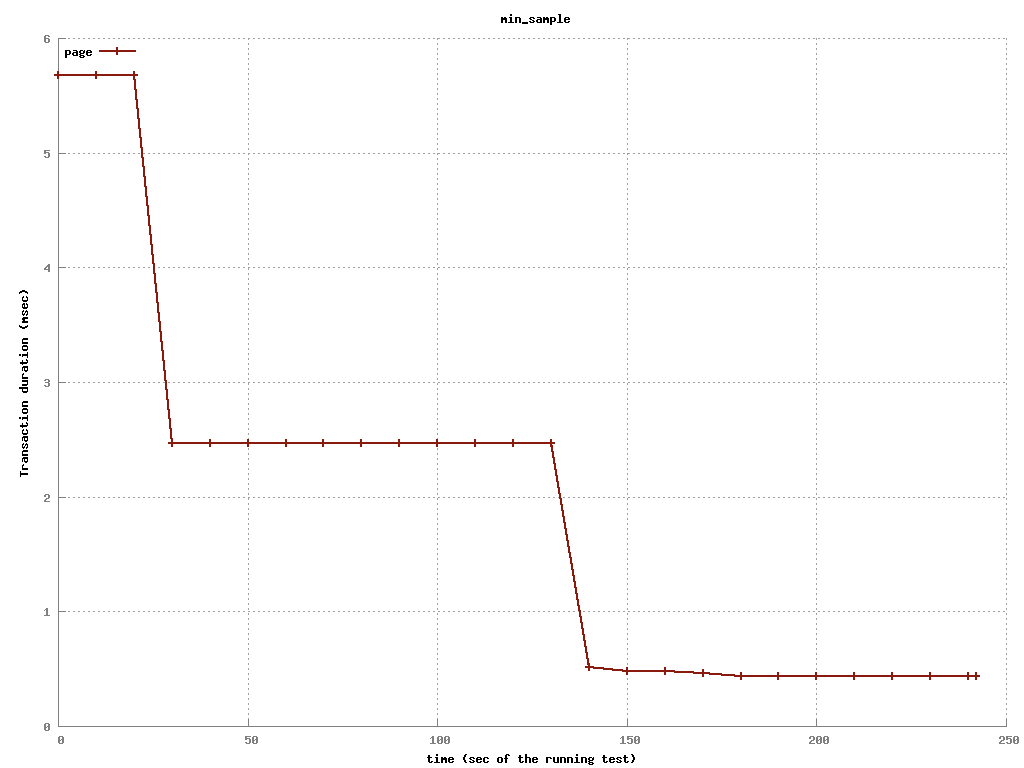 min_sample
6
page
5
4
3
2
1
0
Transaction duration (msec)
0 50 100 150 200 250
time (sec of the running test)